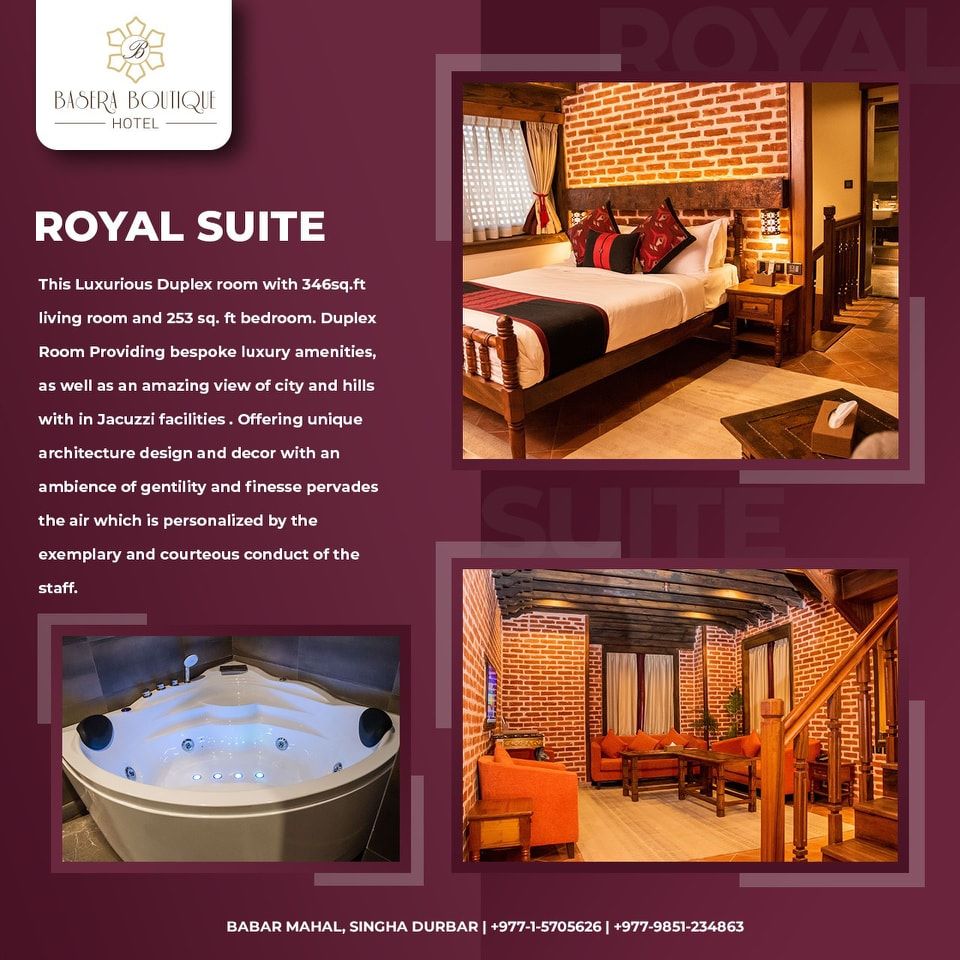 B
BASERA BOUTIQUE
HOTEL
ROYAL
ROYAL SUITE
This Luxurious Duplex room with 346sq.ft
living room and 253 sq. ft bedroom. Duplex
Room Providing bespoke luxury amenities,
as well as an amazing view of city and hills
with in Jacuzzi facilities . Offering unique
architecture design and decor with an
ambience of gentility and finesse pervades
the air which is personalized by the
exemplary and courteous conduct of the
staff.
SUITE
BABAR MAHAL, SINGHA DURBAR | +977-1-5705626 | +977-9851-234863